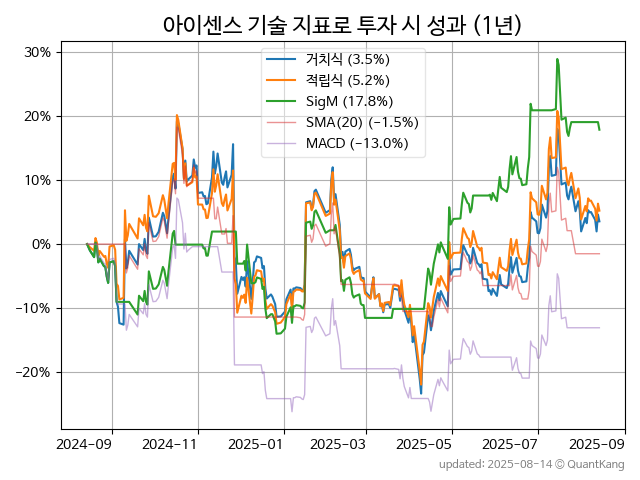 아이센스 기술 지표로 투자 시 성과 (1년)
30%
20%
10%
0%
−10%
−20%
거치식 (3.5%)
적립식 (5.2%)
SigM (17.8%)
SMA(20) (−1.5%)
MACD (−13.0%)
2024-09 2024-11 2025-01 2025-03 2025-05 2025-07 2025-09
updated: 2025-08-14 © QuantKang